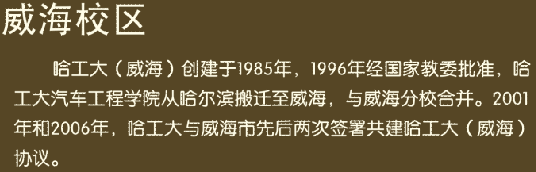 威海校区
哈工大（威海）创建于1985年，1996年经国家教委批准，哈
工大汽车工程学院从哈尔滨搬迁至威海，与威海分校合并。2001
年和2006年，哈工大与威海市先后两次签署共建哈工大（威海）
协议。